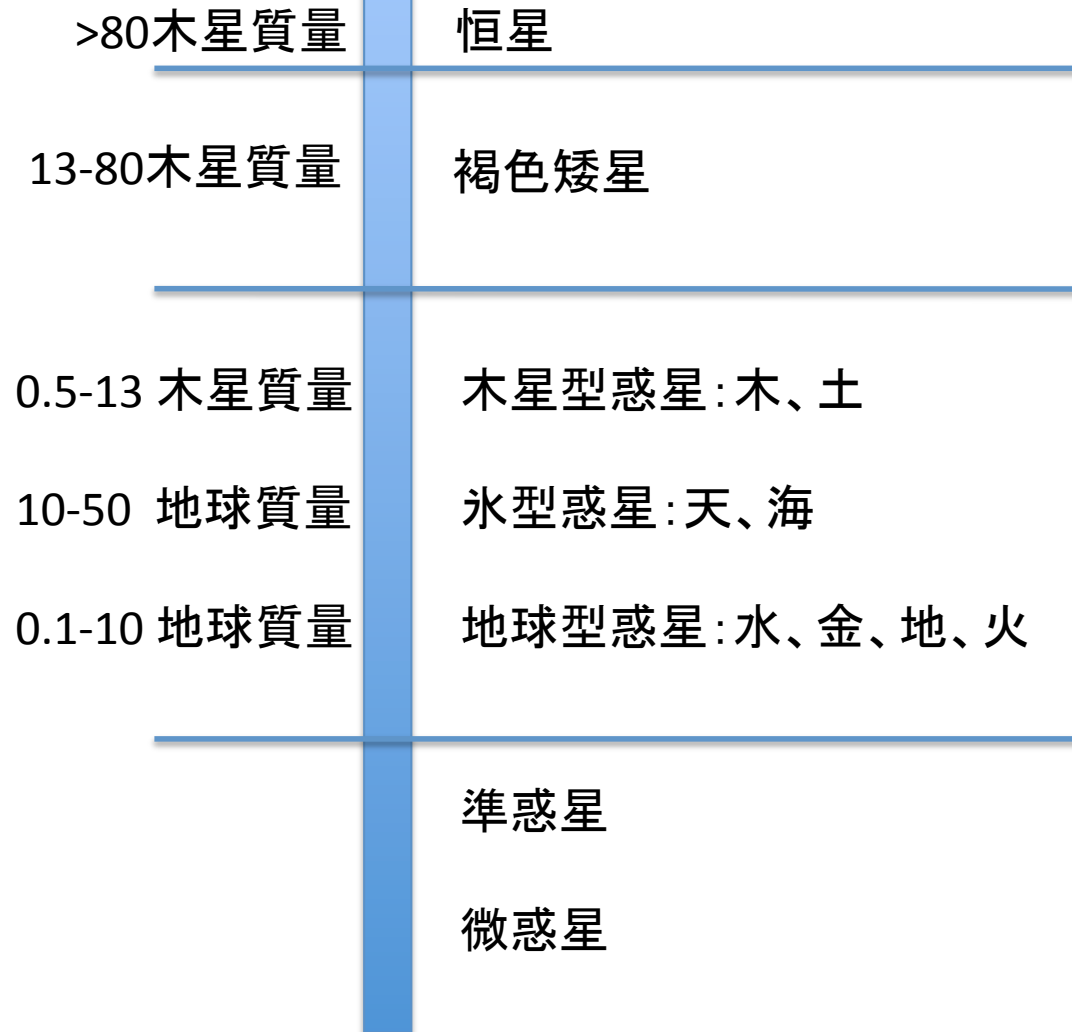 >80木星質量 恒星
13-80木星質量 褐色矮星
0.5-13 木星質量 木星型惑星:木、土
10-50 地球質量 氷型惑星:天、海
0.1-10 地球質量 地球型惑星:水、金、地、火
準惑星
微惑星